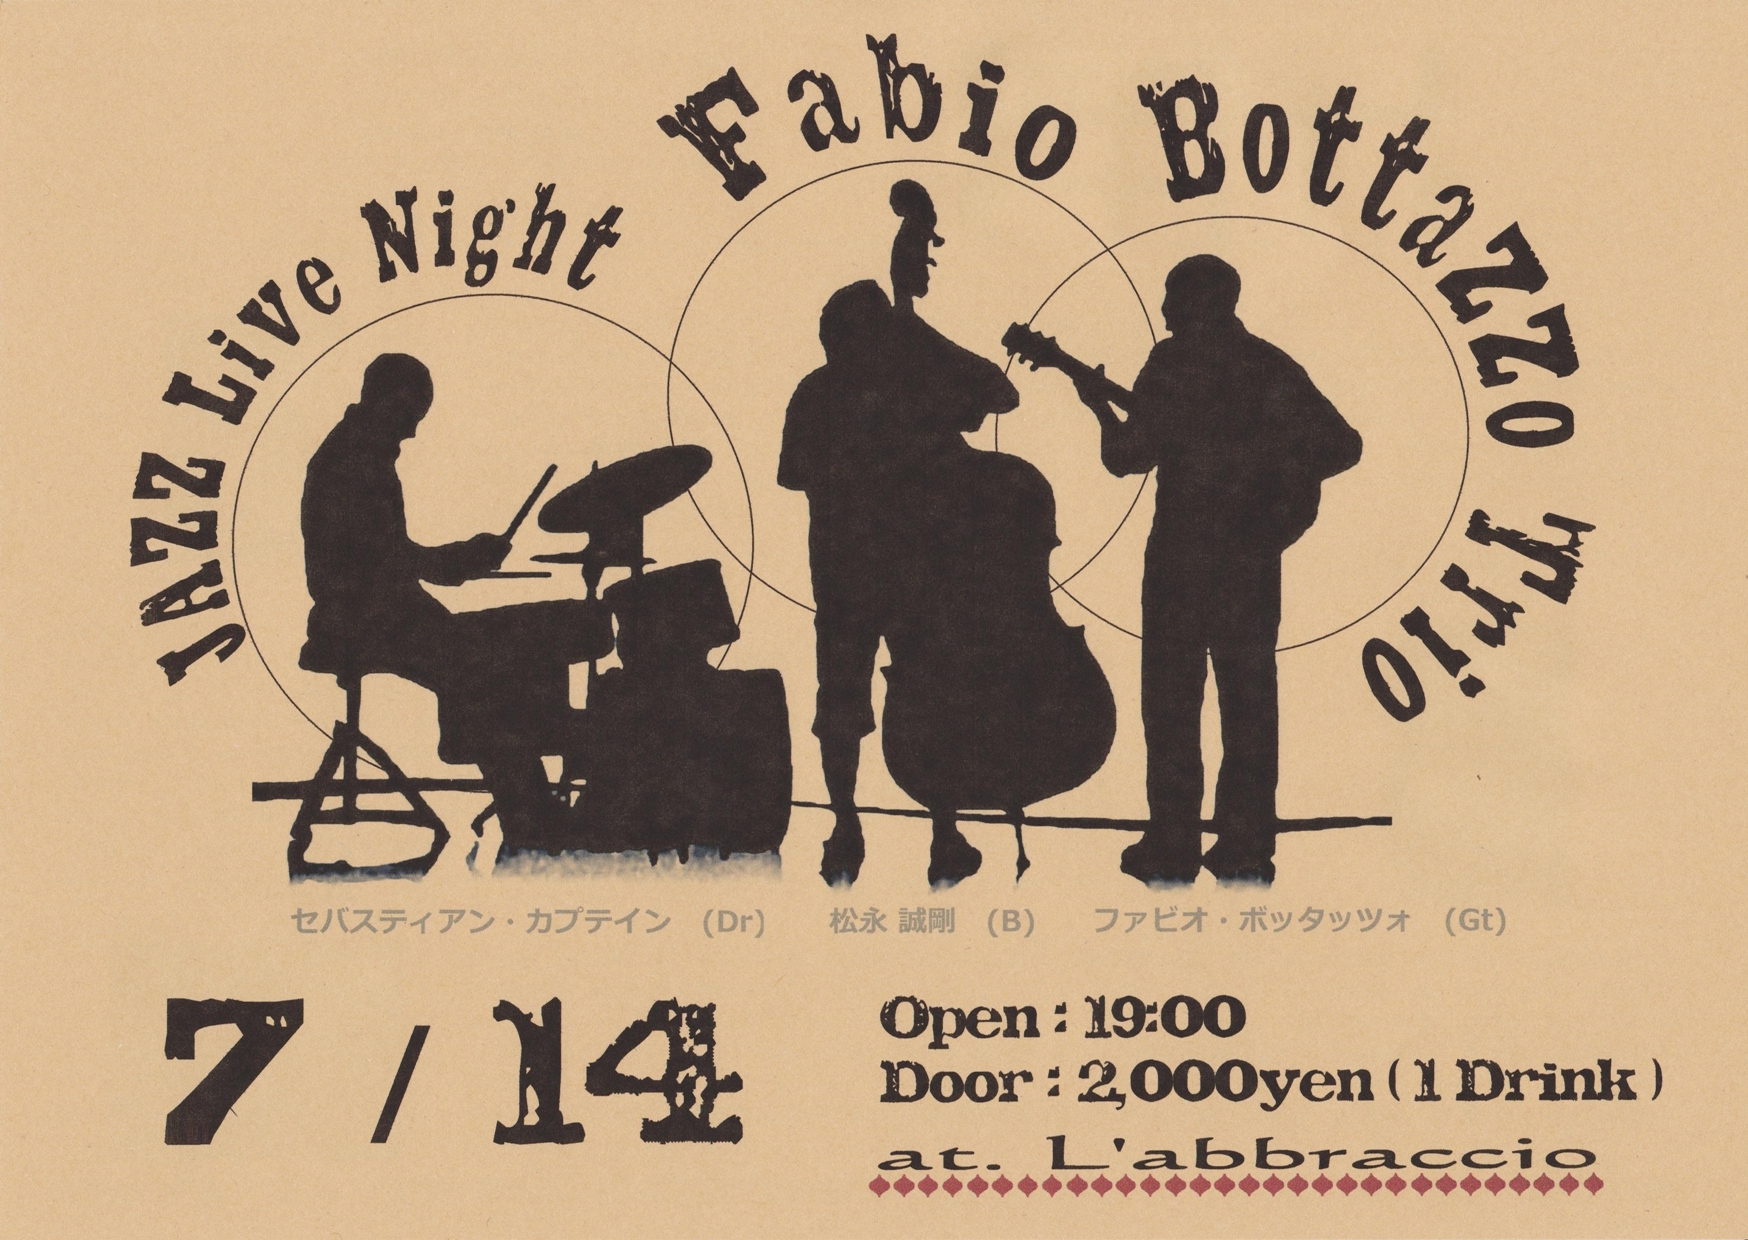 JAZZ Live Night
Fabio BottaZZo Trio
セバスティアン・カプテイン (Dr) 松永 誠剛 (B) ファビオ・ボッタッツォ (Gt)
7 / 14
Open : 19:00
Door : 2,000yen ( 1 Drink )
at. L'abbraccio